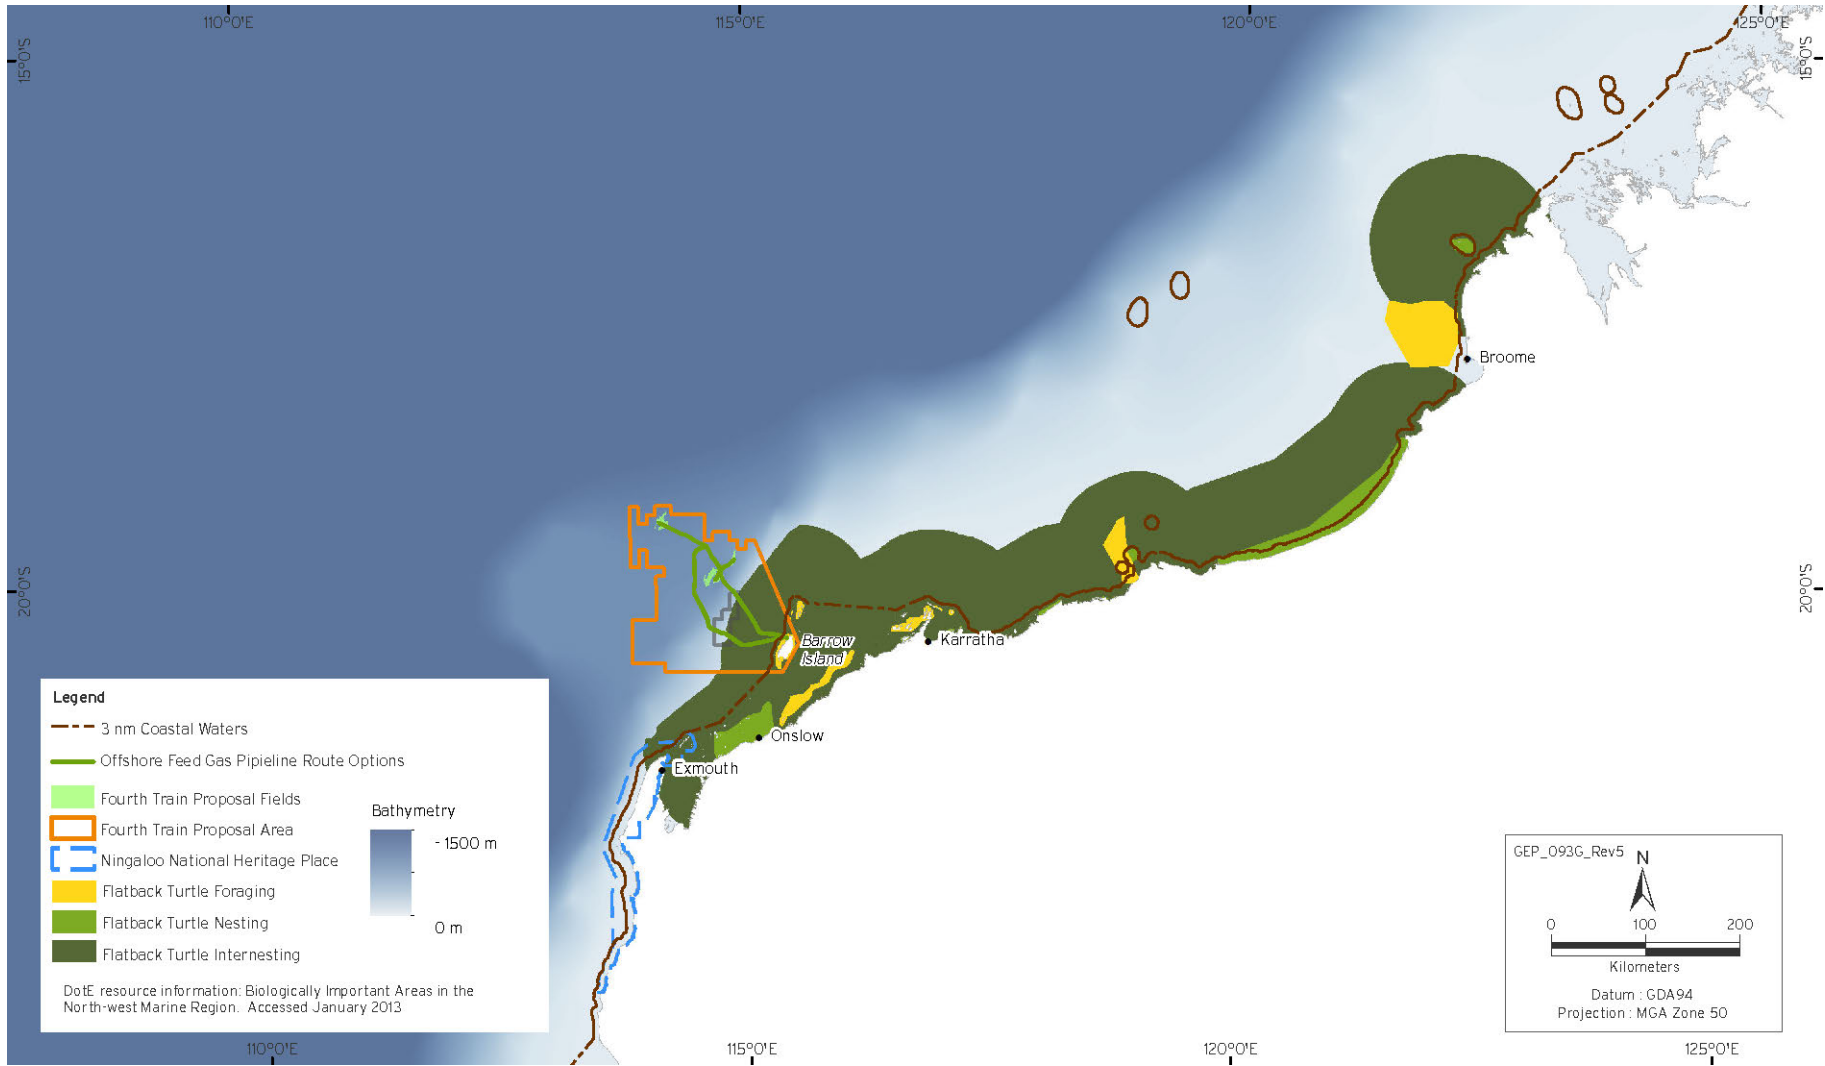 110°0'E
115°0'E
120°0'E
125°0'E
15°0'S
15°0'S
Broome
20°0'S
20°0'S
Barrow
Island
Karratha
Onslow
Exmouth
Legend
3 nm Coastal Waters
Offshore Feed Gas Pipieline Route Options
Fourth Train Proposal Fields
Fourth Train Proposal Area
Ningaloo National Heritage Place
Flatback Turtle Foraging
Flatback Turtle Nesting
Flatback Turtle Internesting
Bathymetry
- 1500 m
0 m
DotE resource information: Biologically Important Areas in the
North-west Marine Region. Accessed January 2013
GEP_093G_Rev5
N
0 100 200
Kilometers
Datum : GDA94
Projection : MGA Zone 50
110°0'E
115°0'E
120°0'E
125°0'E